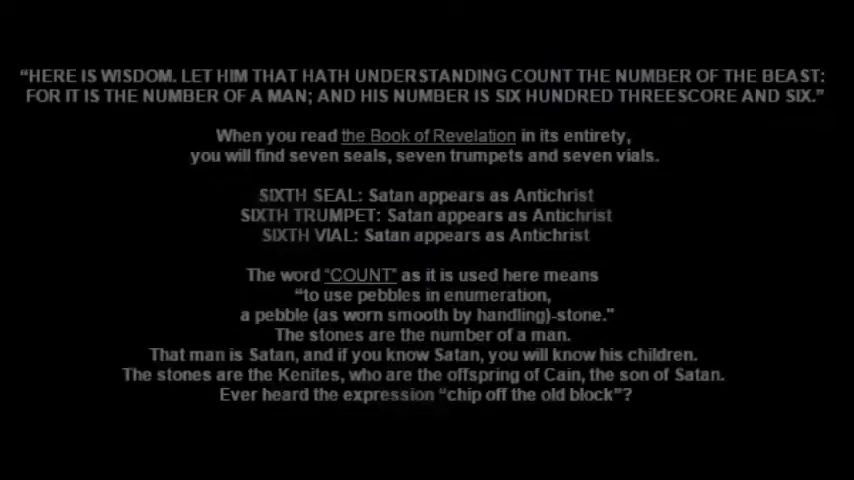 “HERE IS WISDOM. LET HIM THAT HATH UNDERSTANDING COUNT THE NUMBER OF THE BEAST:
FOR IT IS THE NUMBER OF A MAN; AND HIS NUMBER IS SIX HUNDRED THREESCORE AND SIX.”
When you read the Book of Revelation in its entirety,
you will find seven seals, seven trumpets and seven vials.
SIXTH SEAL: Satan appears as Antichrist
SIXTH TRUMPET: Satan appears as Antichrist
SIXTH VIAL: Satan appears as Antichrist
The word “COUNT” as it is used here means
“to use pebbles in enumeration,
a pebble (as worn smooth by handling)-stone."
The stones are the number of a man.
That man is Satan, and if you know Satan, you will know his children.
The stones are the Kenites, who are the offspring of Cain, the son of Satan.
Ever heard the expression “chip off the old block”?